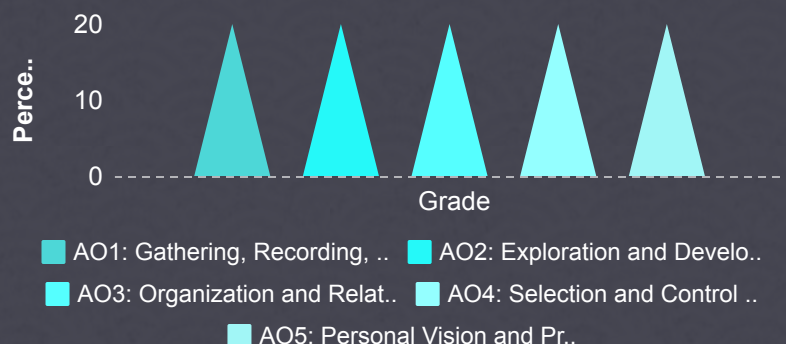 20
10
0
Perce..
Grade
AO1: Gathering, Recording, .. AO2: Exploration and Develo..
AO3: Organization and Relat.. AO4: Selection and Control ..
AO5: Personal Vision and Pr..